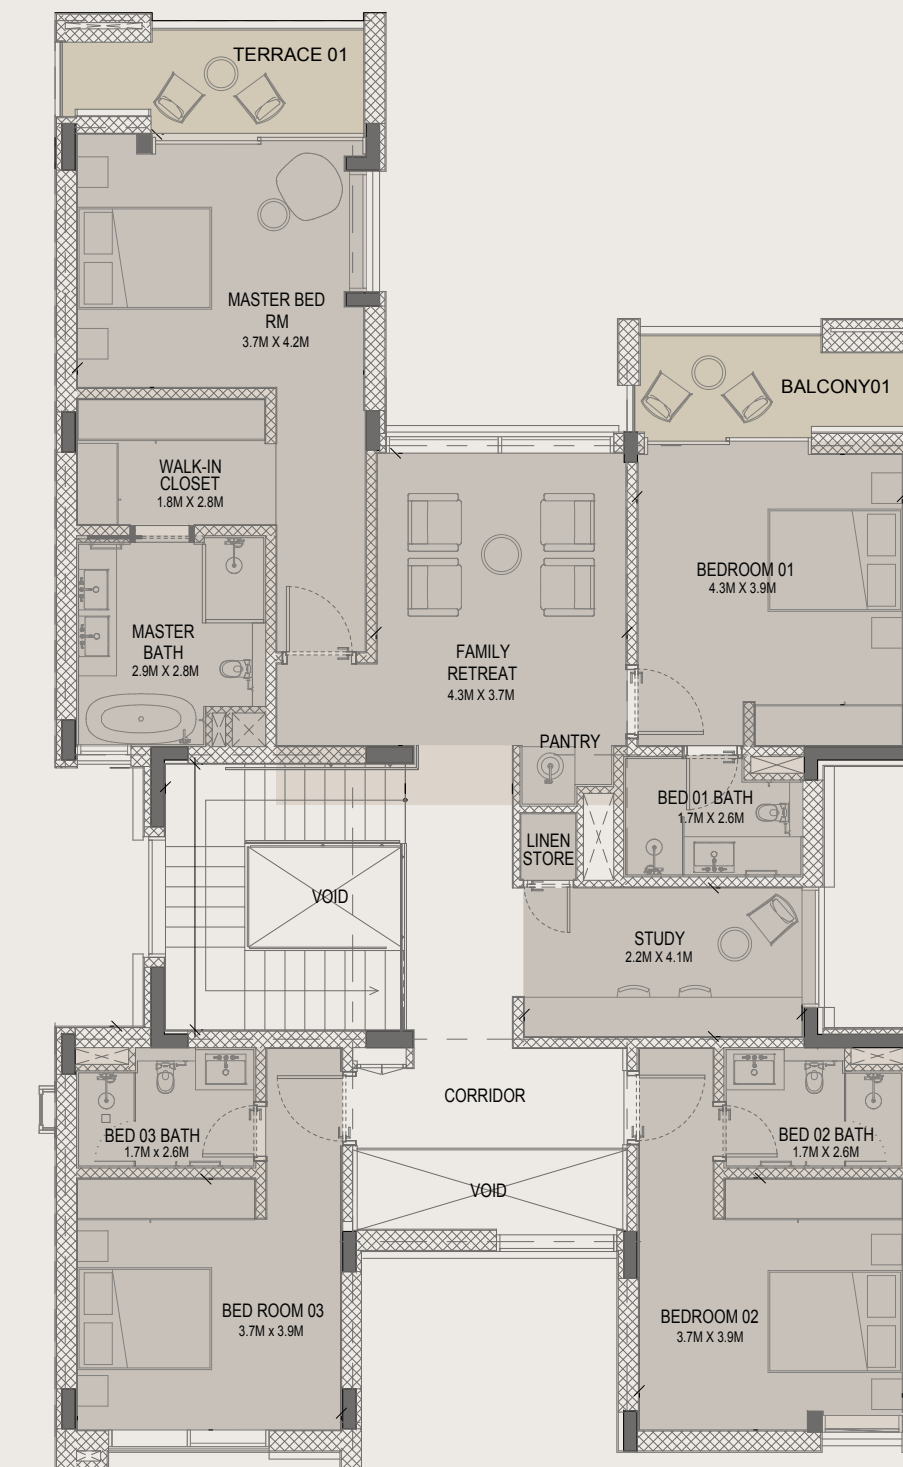 TERRACE 01
MASTER BED
RM
3.7M X 4.2M
BALCONY01
WALK-IN
CLOSET
1.8M X 2.8M
BEDROOM 01
4.3M X 3.9M
MASTER
BATH
2.9M X 2.8M
FAMILY
RETREAT
4.3M X 3.7M
PANTRY
BED 01 BATH
1.7M X 2.6M
LINEN
STORE
VOID
STUDY
2.2M X 4.1M
CORRIDOR
BED 03 BATH
1.7M x 2.6M
BED 02 BATH
1.7M X 2.6M
VOID
BED ROOM 03
3.7M x 3.9M
BEDROOM 02
3.7M X 3.9M